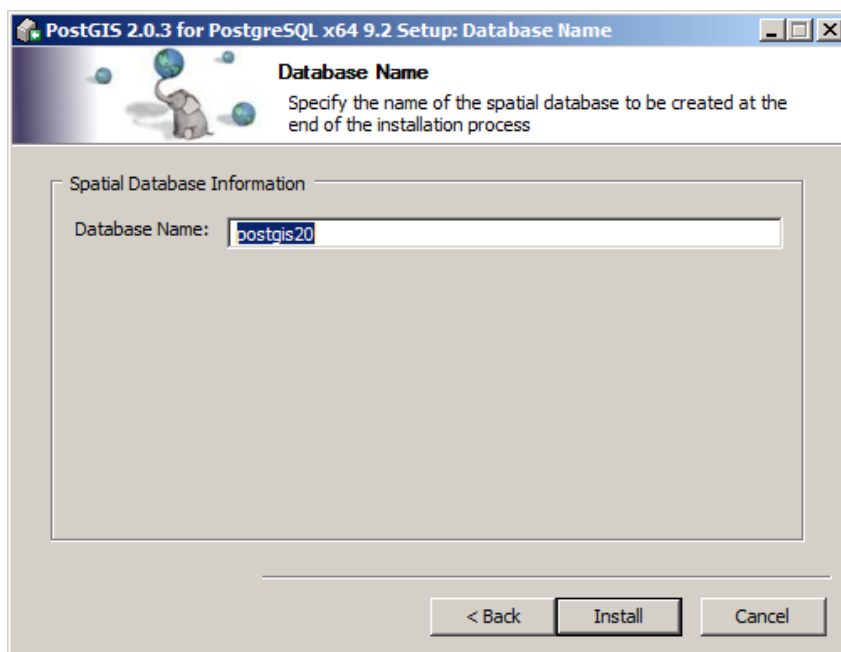 PostGIS 2.0.3 for PostgreSQL x64 9.2 Setup: Database Name
Database Name
Specify the name of the spatial database to be created at the
end of the installation process
Spatial Database Information
Database Name: postgis20
< Back Install Cancel